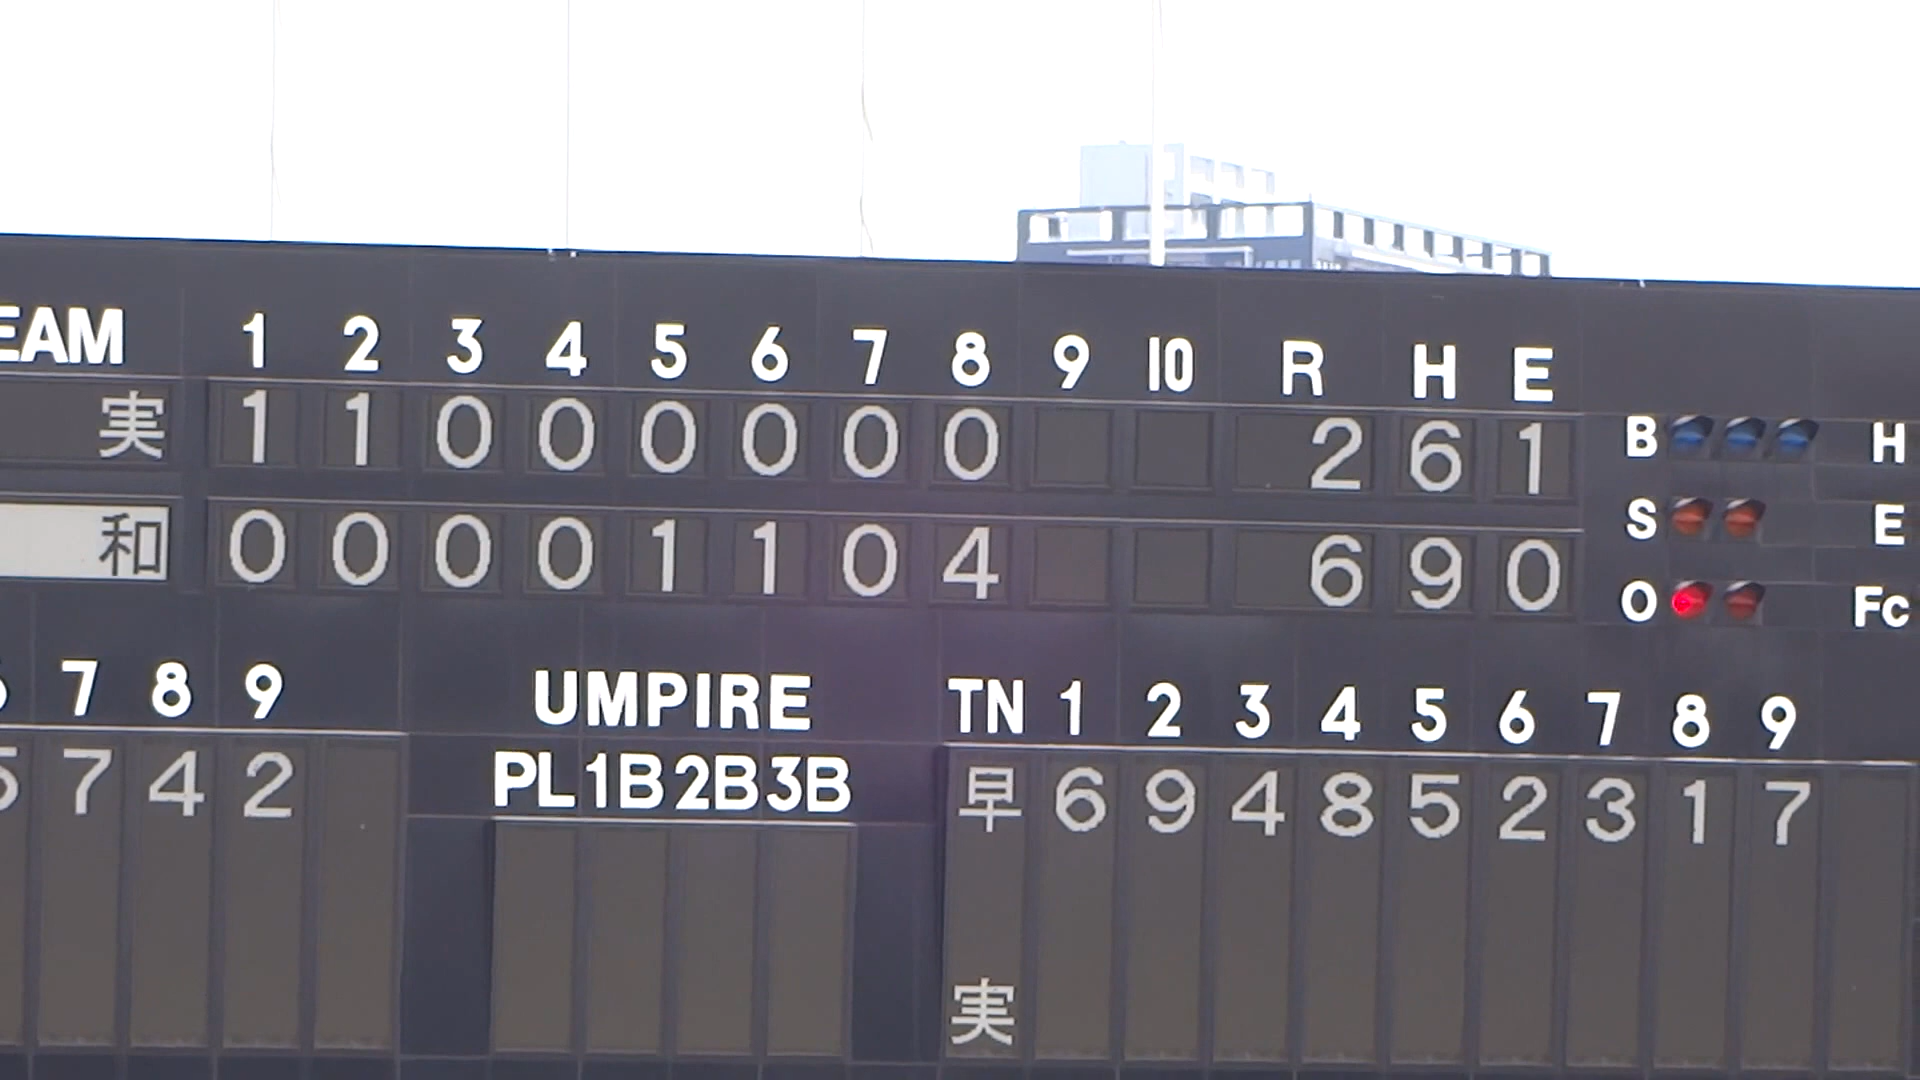 EAM 1 2 3 4 5 6 7 8 9 10 R H E
実 1 1 0 0 0 0 0 0 2 6 1
和 0 0 0 0 1 1 0 4 6 9 0
B H
S E
O Fc
6 7 8 9
5 7 4 2
UMPIRE
PL 1B 2B 3B
TN 1 2 3 4 5 6 7 8 9
早 6 9 4 8 5 2 3 1 7
実